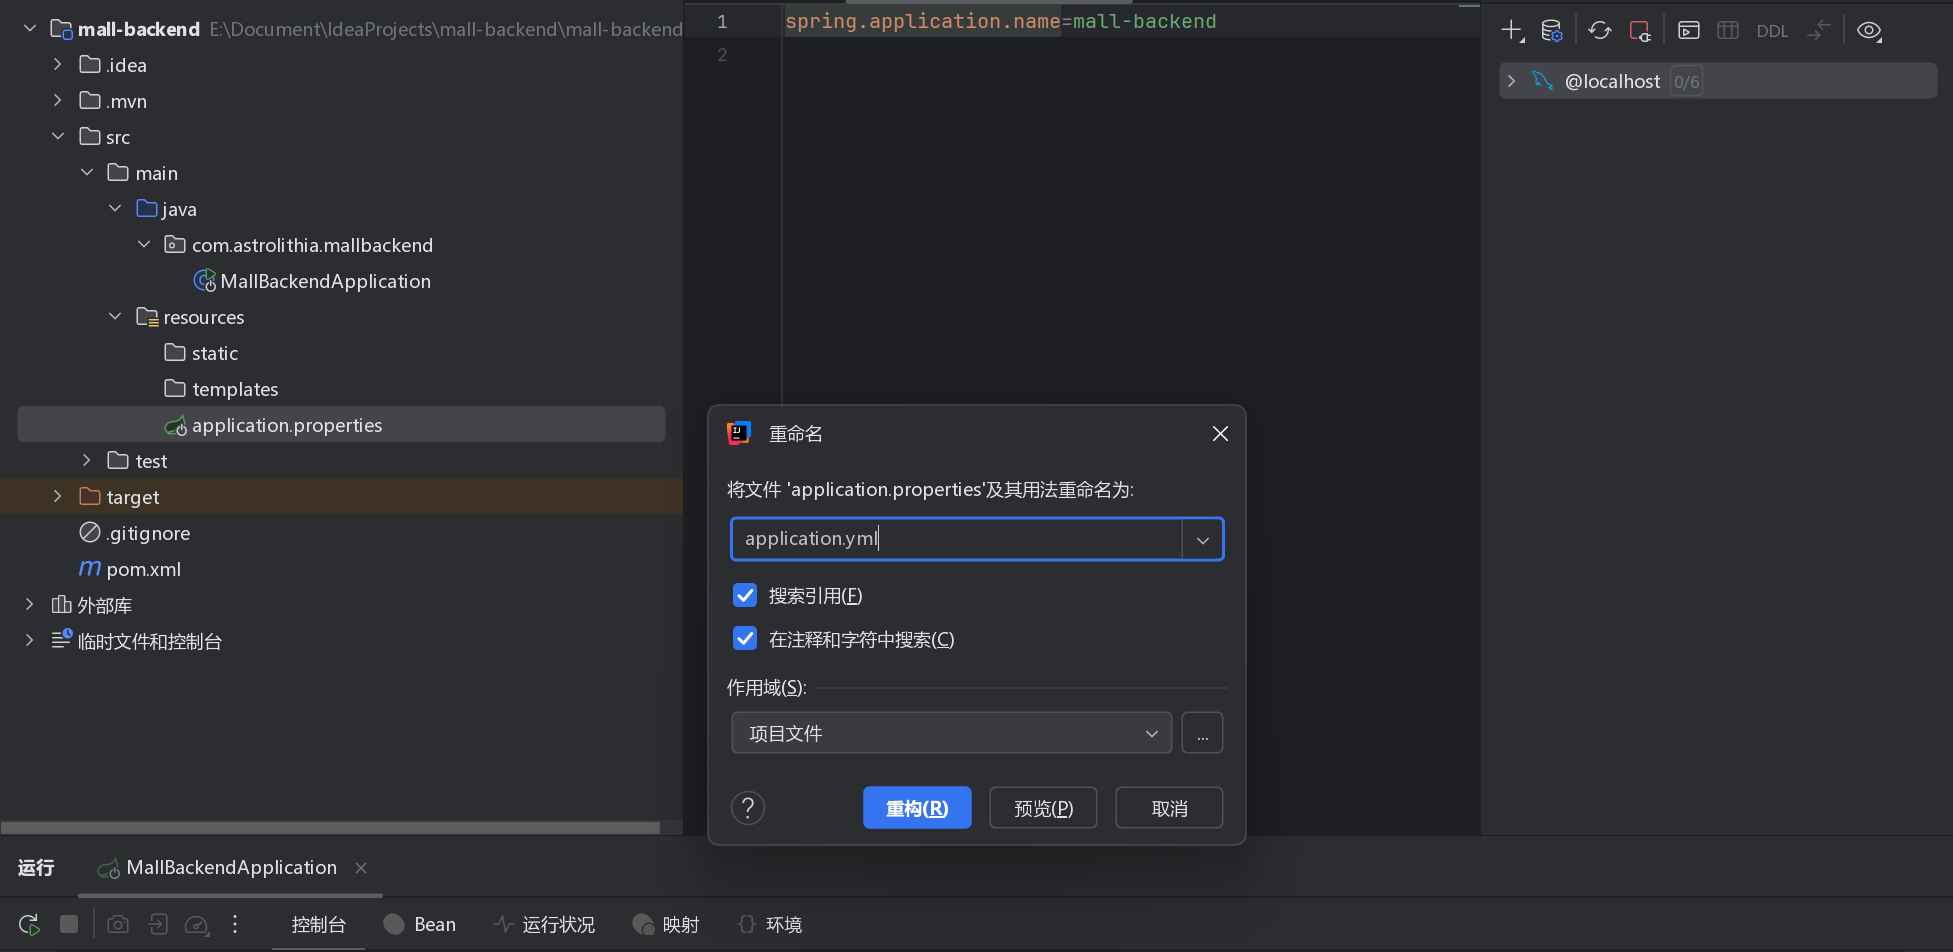 mall-backend E:\Document\IdeaProjects\mall-backend\mall-backend
.idea
.mvn
src
main
java
com.astrolithia.mallbackend
MallBackendApplication
resources
static
templates
application.properties
test
target
.gitignore
pom.xml
外部库
临时文件和控制台
1 spring.application.name=mall-backend
2
DDL
@localhost 0/6
重命名
将文件 'application.properties'及其用法重命名为:
application.yml
搜索引用(F)
在注释和字符中搜索(C)
作用域(S):
项目文件
...
? 重构(R) 预览(P) 取消
运行 MallBackendApplication
控制台 Bean 运行状况 映射 环境